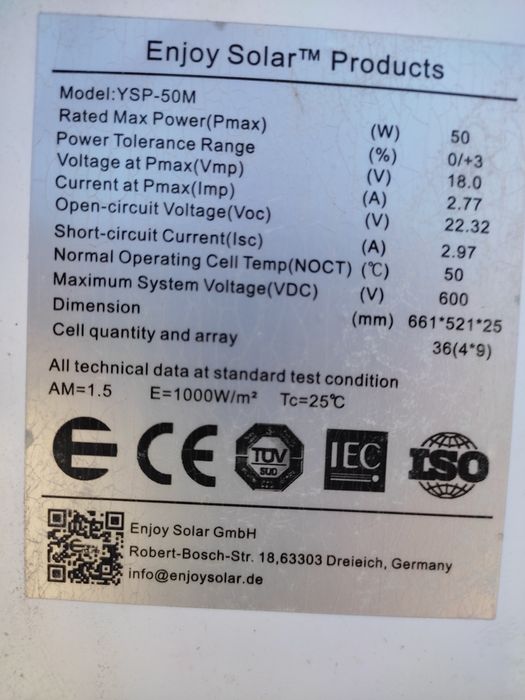 Enjoy Solar™ Products
Model:YSP-50M
Rated Max Power(Pmax) (W) 50
Power Tolerance Range (%) 0/+3
Voltage at Pmax(Vmp) (V) 18.0
Current at Pmax(Imp) (A) 2.77
Open-circuit Voltage(Voc) (V) 22.32
Short-circuit Current(Isc) (A) 2.97
Normal Operating Cell Temp(NOCT) (℃) 50
Maximum System Voltage(VDC) (V) 600
Dimension (mm) 661*521*25
Cell quantity and array 36(4*9)
All technical data at standard test condition
AM=1.5 E=1000W/m² Tc=25℃
CE TÜV SÜD IEC ISO
Enjoy Solar GmbH
Robert-Bosch-Str. 18,63303 Dreieich, Germany
info@enjoysolar.de